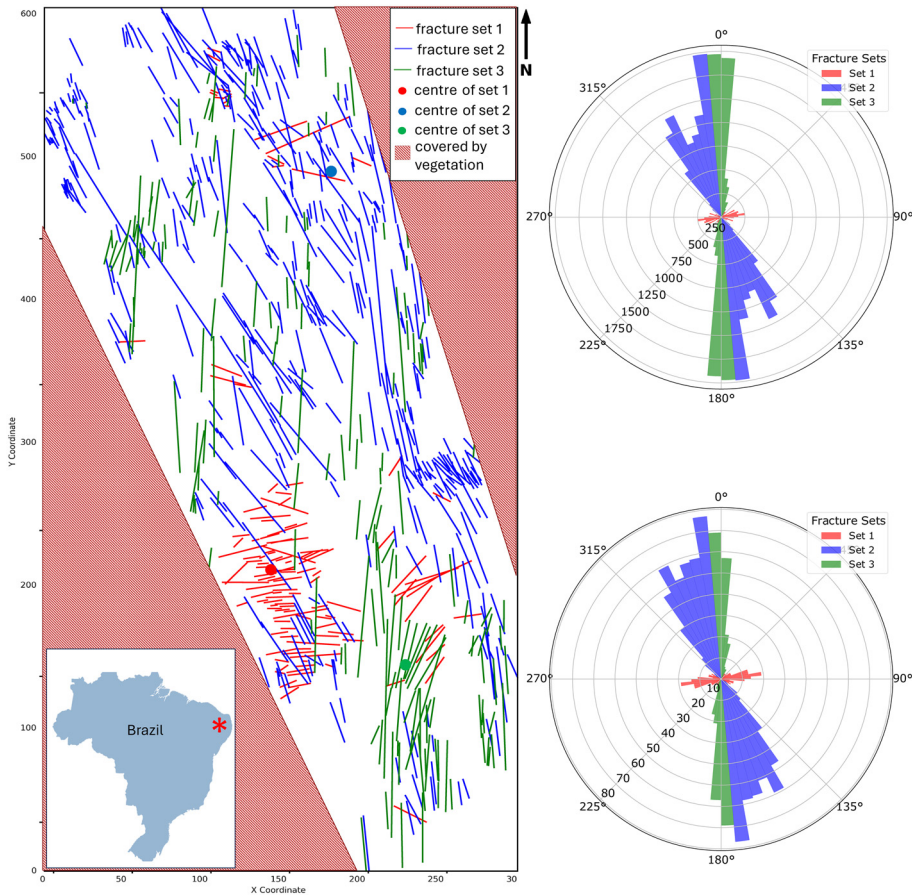 600
500
400
300
200
100
0
Y Coordinate
0
50
100
150
200
250
30
X Coordinate
fracture set 1
fracture set 2
fracture set 3
centre of set 1
centre of set 2
centre of set 3
covered by
vegetation
N
Brazil
*
0°
315°
270°
90°
225°
135°
180°
250
500
750
1000
1250
1500
1750
Fracture Sets
Set 1
Set 2
Set 3
0°
315°
270°
90°
225°
135°
180°
10
20
30
40
50
60
70
80
Fracture Sets
Set 1
Set 2
Set 3